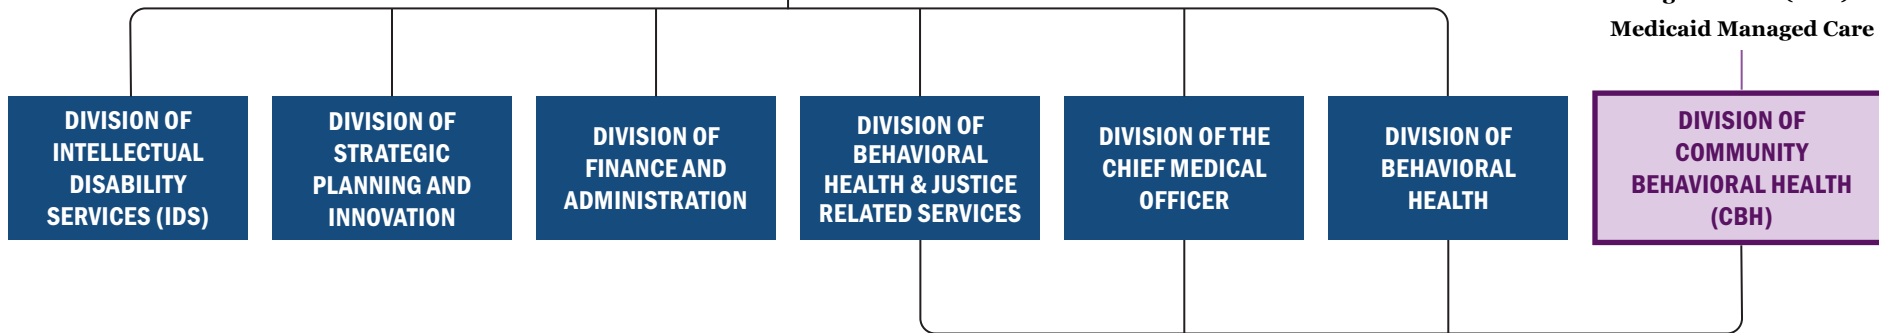 Medicaid Managed Care
DIVISION OF
INTELLECTUAL
DISABILITY
SERVICES (IDS)
DIVISION OF
STRATEGIC
PLANNING AND
INNOVATION
DIVISION OF
FINANCE AND
ADMINISTRATION
DIVISION OF
BEHAVIORAL
HEALTH & JUSTICE
RELATED SERVICES
DIVISION OF THE
CHIEF MEDICAL
OFFICER
DIVISION OF
BEHAVIORAL
HEALTH
DIVISION OF
COMMUNITY
BEHAVIORAL HEALTH
(CBH)